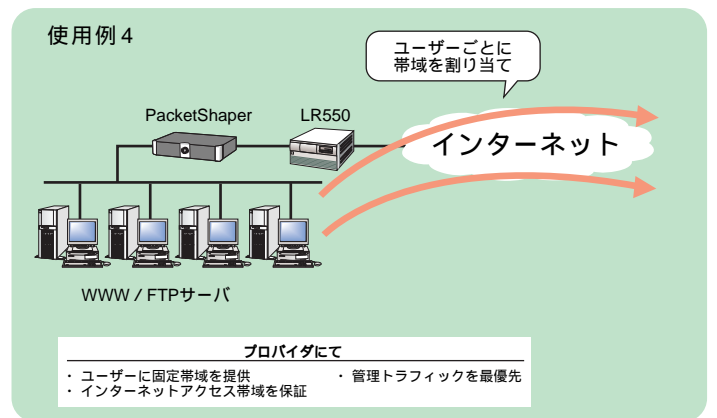 使用例4
ユーザーごとに
帯域を割り当て
PacketShaper
LR550
インターネット
WWW / FTPサーバ
プロバイダにて
・ ユーザーに固定帯域を提供
・ インターネットアクセス帯域を保証
・ 管理トラフィックを最優先